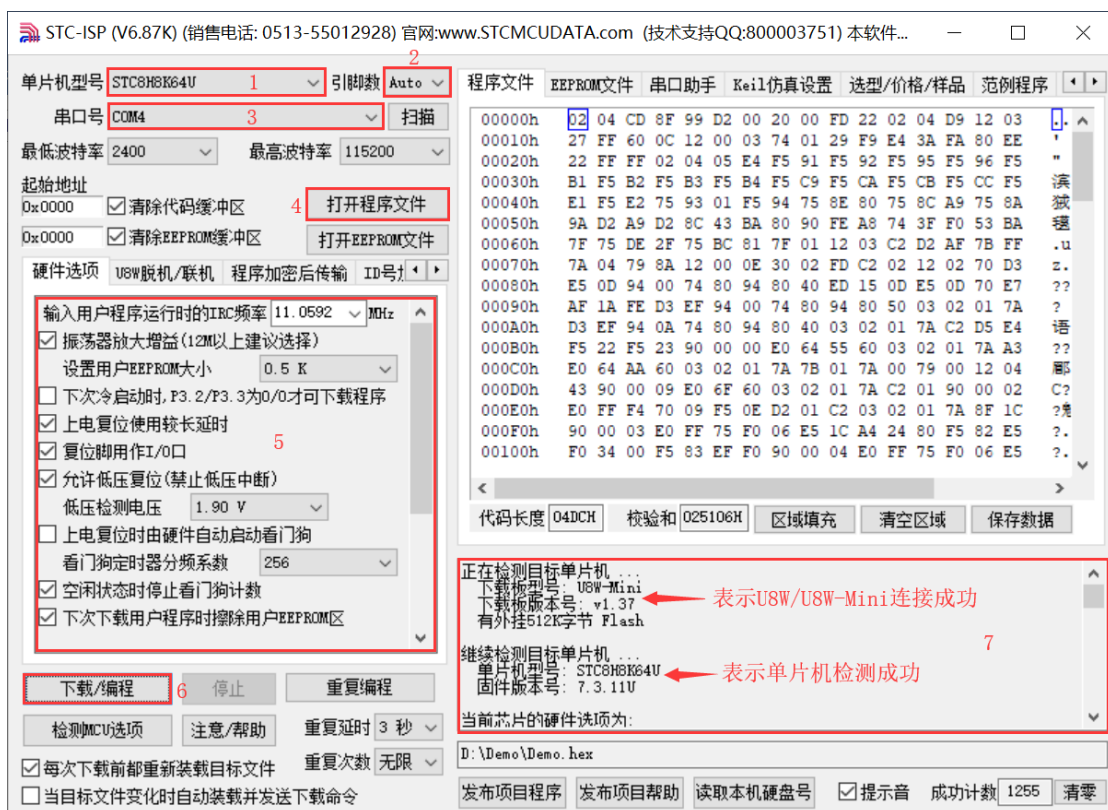 STC-ISP (V6.87K) (销售电话: 0513-55012928) 官网:www.STCMCUDATA.com (技术支持QQ:800003751) 本软件...
单片机型号 STC8H8K64U 1 引脚数 2 Auto
串口号 COM4 3 扫描
最低波特率 2400 最高波特率 115200
起始地址
0x0000 清除代码缓冲区 4 打开程序文件
0x0000 清除EEPROM缓冲区 打开EEPROM文件
硬件选项 U8W脱机/联机 程序加密后传输 ID号
输入用户程序运行时的IRC频率 11.0592 MHz
振荡器放大增益(12M以上建议选择)
设置用户EEPROM大小 0.5 K
下次冷启动时, P3.2/P3.3为0/0才可下载程序
上电复位使用较长延时
复位脚用作I/O口
5
允许低压复位(禁止低压中断)
低压检测电压 1.90 V
上电复位时由硬件自动启动看门狗
看门狗定时器分频系数 256
空闲状态时停止看门狗计数
下次下载用户程序时擦除用户EEPROM区
下载/编程 6 停止 重复编程
检测MCU选项 注意/帮助 重复延时 3 秒
每次下载前都重新装载目标文件 重复次数 无限
当目标文件变化时自动装载并发送下载命令
程序文件 EEPROM文件 串口助手 Keil仿真设置 选型/价格/样品 范例程序
00000h 02 04 CD 8F 99 D2 00 20 00 FD 22 02 04 D9 12 03 ..
00010h 27 FF 60 0C 12 00 03 74 01 29 F9 E4 3A FA 80 EE '
00020h 22 FF FF 02 04 05 E4 F5 91 F5 92 F5 95 F5 96 F5 "
00030h B1 F5 B2 F5 B3 F5 B4 F5 C9 F5 CA F5 CB F5 CC F5
00040h E1 F5 E2 75 93 01 F5 94 75 8E 80 75 8C A9 75 8A
00050h 9A D2 A9 D2 8C 43 BA 80 90 FE A8 74 3F F0 53 BA
00060h 7F 75 DE 2F 75 BC 81 7F 01 12 03 C2 D2 AF 7B FF .u
00070h 7A 04 79 8A 12 00 0E 30 02 FD C2 02 12 02 70 D3 z.
00080h E5 0D 94 00 74 80 94 80 40 ED 15 0D E5 0D 70 E7 ??
00090h AF 1A FE D3 EF 94 00 74 80 94 80 50 03 02 01 7A ?
000A0h D3 EF 94 0A 74 80 94 80 40 03 02 01 7A C2 D5 E4 语
000B0h F5 22 F5 23 90 00 00 E0 64 55 60 03 02 01 7A A3 ??
000C0h E0 64 AA 60 03 02 01 7A 7B 01 7A 00 79 00 12 04
000D0h 43 90 00 09 E0 6F 60 03 02 01 7A C2 01 90 00 02 C?
000E0h E0 FF F4 70 09 F5 0E D2 01 C2 03 02 01 7A 8F 1C
000F0h 90 00 03 E0 FF 75 F0 06 E5 1C A4 24 80 F5 82 E5 ?.
00100h F0 34 00 F5 83 EF F0 90 00 04 E0 FF 75 F0 06 E5 ?.
代码长度 04DCH 校验和 025106H 区域填充 清空区域 保存数据
正在检测目标单片机 ...
下载板型号: U8W-Mini
下载板版本号: v1.37
表示U8W/U8W-Mini连接成功
有外挂512K字节 Flash
7
继续检测目标单片机 ...
单片机型号: STC8H8K64U
表示单片机检测成功
固件版本号: 7.3.11U
当前芯片的硬件选项为:
D:\Demo\Demo.hex
发布项目程序 发布项目帮助 读取本机硬盘号 提示音 成功计数 1255 清零